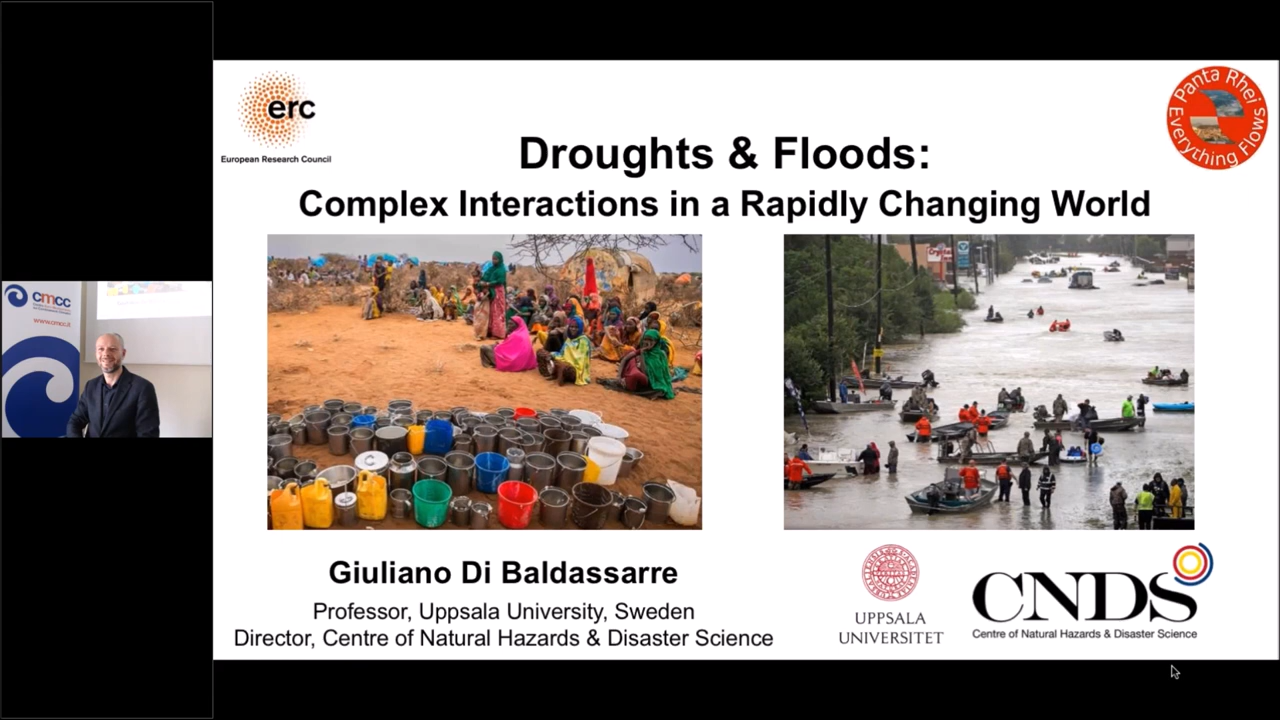 erc
European Research Council
Panta Rhei
Everything Flows
Droughts & Floods:
Complex Interactions in a Rapidly Changing World
cmcc
www.cmcc.it
Giuliano Di Baldassarre
Professor, Uppsala University, Sweden
Director, Centre of Natural Hazards & Disaster Science
UPPSALA
UNIVERSITET
CNDS
Centre of Natural Hazards & Disaster Science